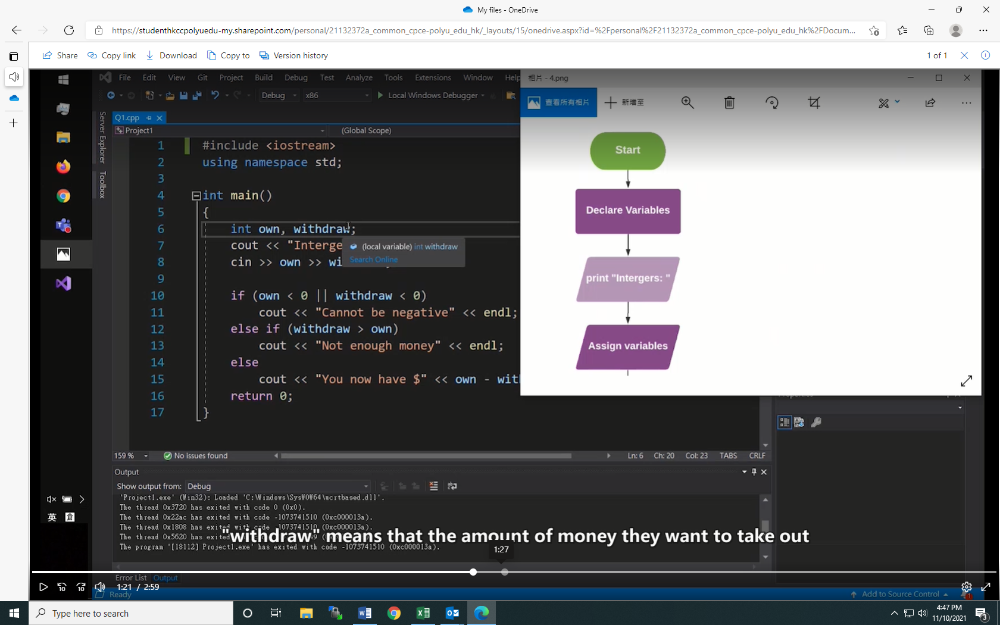 My files - OneDrive
https://studenthkccpolyuedu-my.sharepoint.com/personal/21132372a_common_cpce-polyu_edu_hk/_layouts/15/onedrive.aspx?id=%2Fpersonal%2F21132372a_common_cpce-polyu_edu_hk%2FDocum...
Share Copy link Download Copy to Version history 1 of 1
File Edit View Git Project Build Debug Test Analyze Tools Extensions Window Help
相片 - 4.png
Debug x86 Local Windows Debugger
查看所有相片 新增至
Server Explorer
Toolbox
Q1.cpp
Project1 (Global Scope)
1 #include <iostream>
2 using namespace std;
3
4 int main()
5 {
6 int own, withdraw;
7 cout << "Interge
(local variable) int withdraw
Search Online
8 cin >> own >> wi
9
10 if (own < 0 || withdraw < 0)
11 cout << "Cannot be negative" << endl;
12 else if (withdraw > own)
13 cout << "Not enough money" << endl;
14 else
15 cout << "You now have $" << own - with
16 return 0;
17 }
Start
Declare Variables
print "Intergers: "
Assign variables
159 % No issues found Ln: 6 Ch: 20 Col: 23 TABS CRLF
Output
Show output from: Debug
'Project1.exe' (Win32): Loaded 'C:\Windows\SysWOW64\ucrtbased.dll'.
The thread 0x3720 has exited with code 0 (0x0).
The thread 0x22ac has exited with code -1073741510 (0xc000013a).
The thread 0x1808 has exited with code -1073741510 (0xc000013a).
The thread 0x5620 has
The program '[18112] Project1.exe' has exited with code -1073741510 (0xc000013a).
"withdraw" means that the amount of money they want to take out
1:27
英 倉
Error List Output
1:21 / 2:59
Ready Add to Source Control 1
Type here to search
4:47 PM
11/10/2021
3